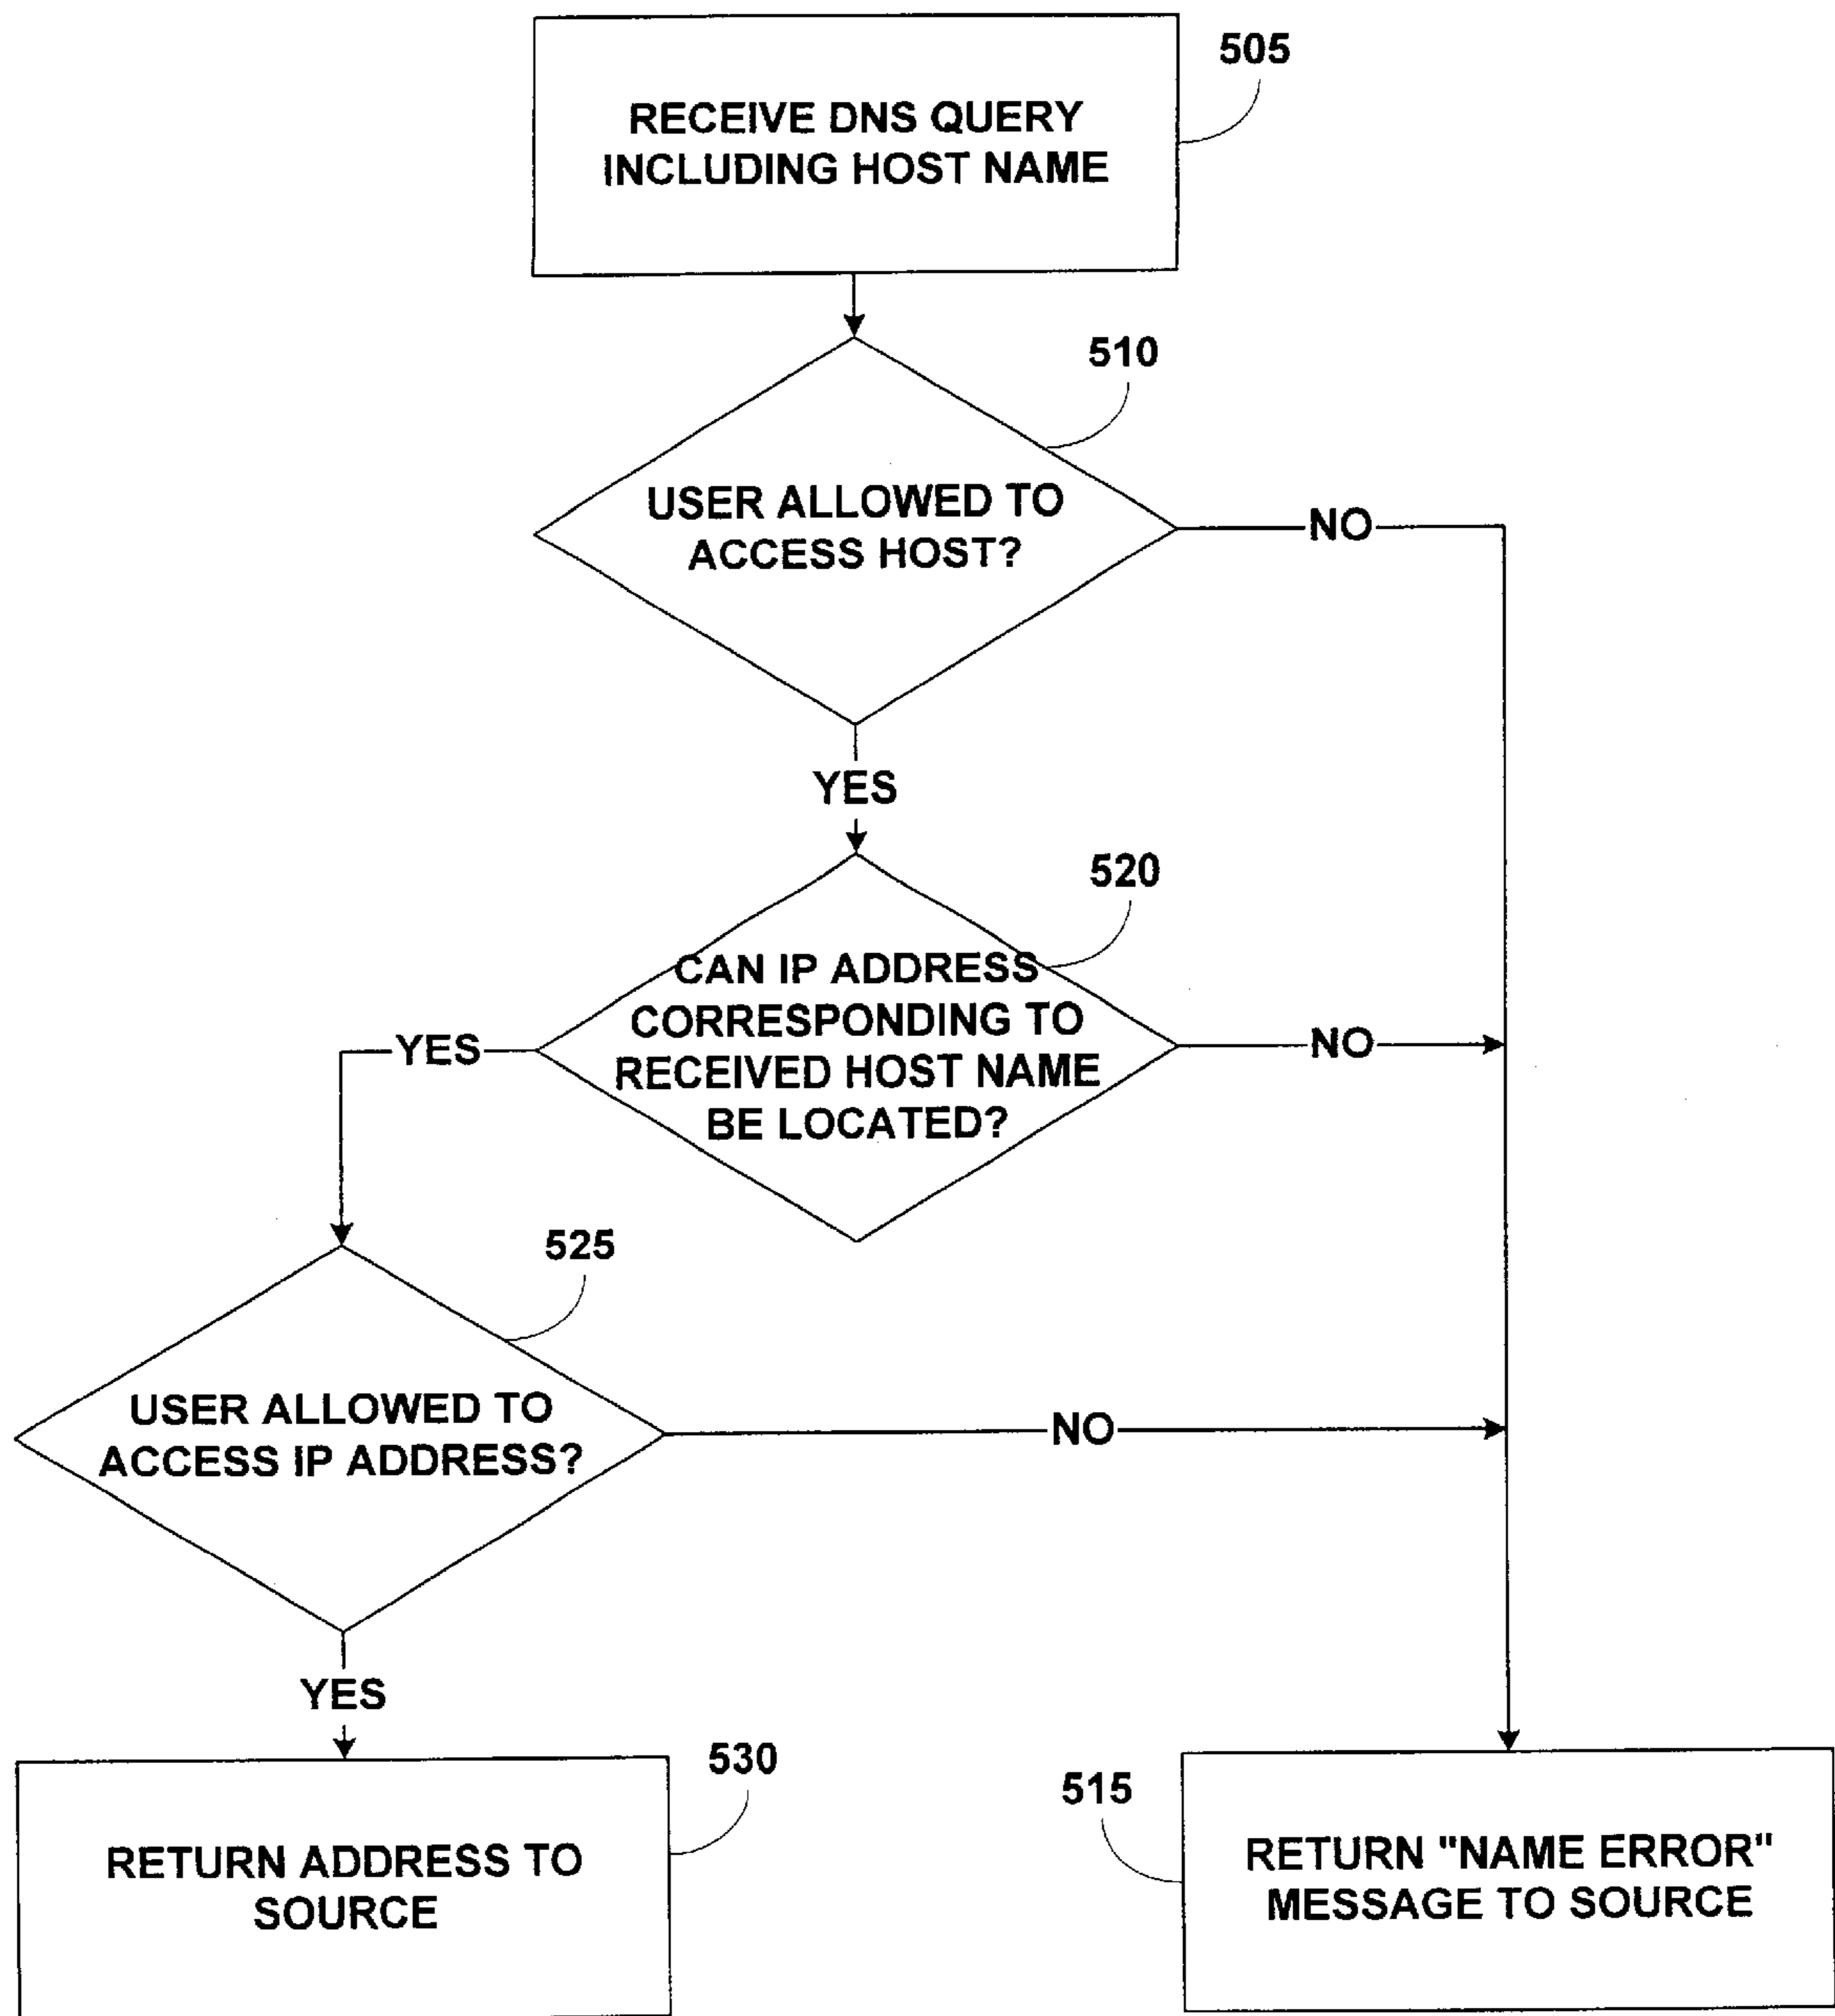 505
RECEIVE DNS QUERY
INCLUDING HOST NAME
510
USER ALLOWED TO
ACCESS HOST?
NO
YES
520
CAN IP ADDRESS
CORRESPONDING TO
RECEIVED HOST NAME
BE LOCATED?
YES
NO
525
USER ALLOWED TO
ACCESS IP ADDRESS?
NO
YES
530
RETURN ADDRESS TO
SOURCE
515
RETURN "NAME ERROR"
MESSAGE TO SOURCE